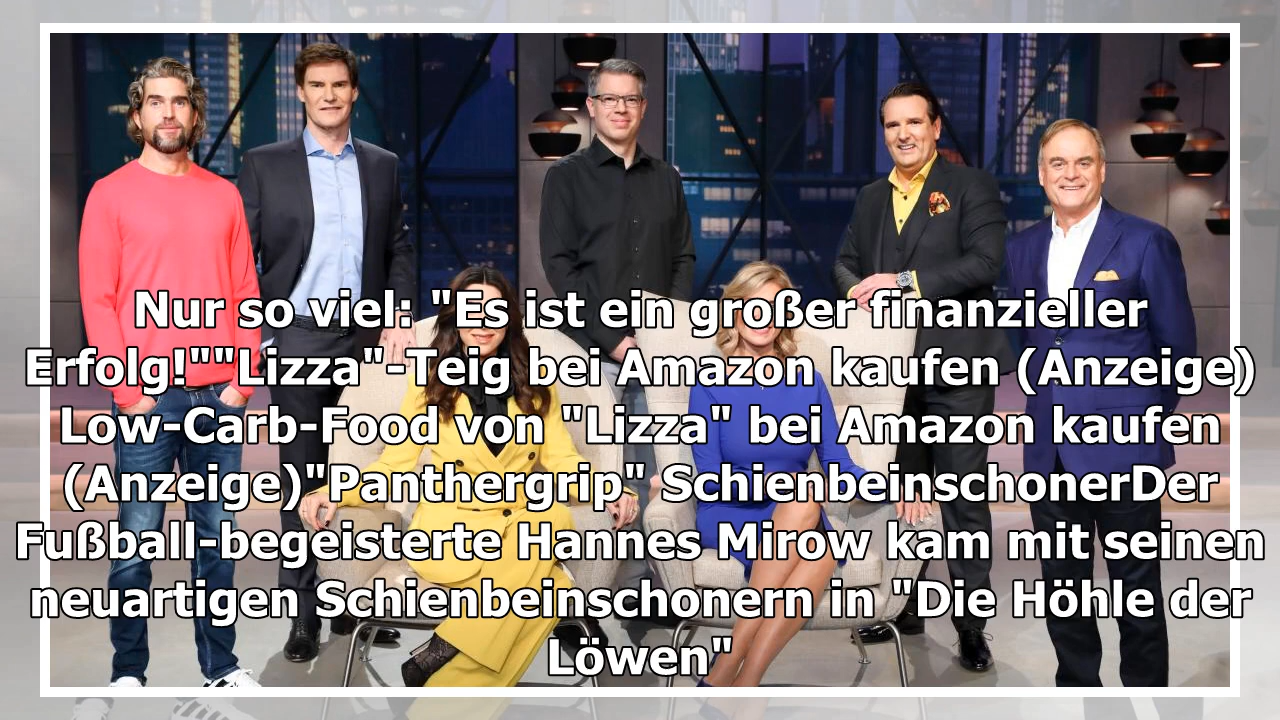 Nur so viel: "Es ist ein großer finanzieller
Erfolg!""Lizza"-Teig bei Amazon kaufen (Anzeige)
Low-Carb-Food von "Lizza" bei Amazon kaufen
(Anzeige)"Panthergrip" SchienbeinschonerDer
Fußball-begeisterte Hannes Mirow kam mit seinen
neuartigen Schienbeinschonern in "Die Höhle der
Löwen"